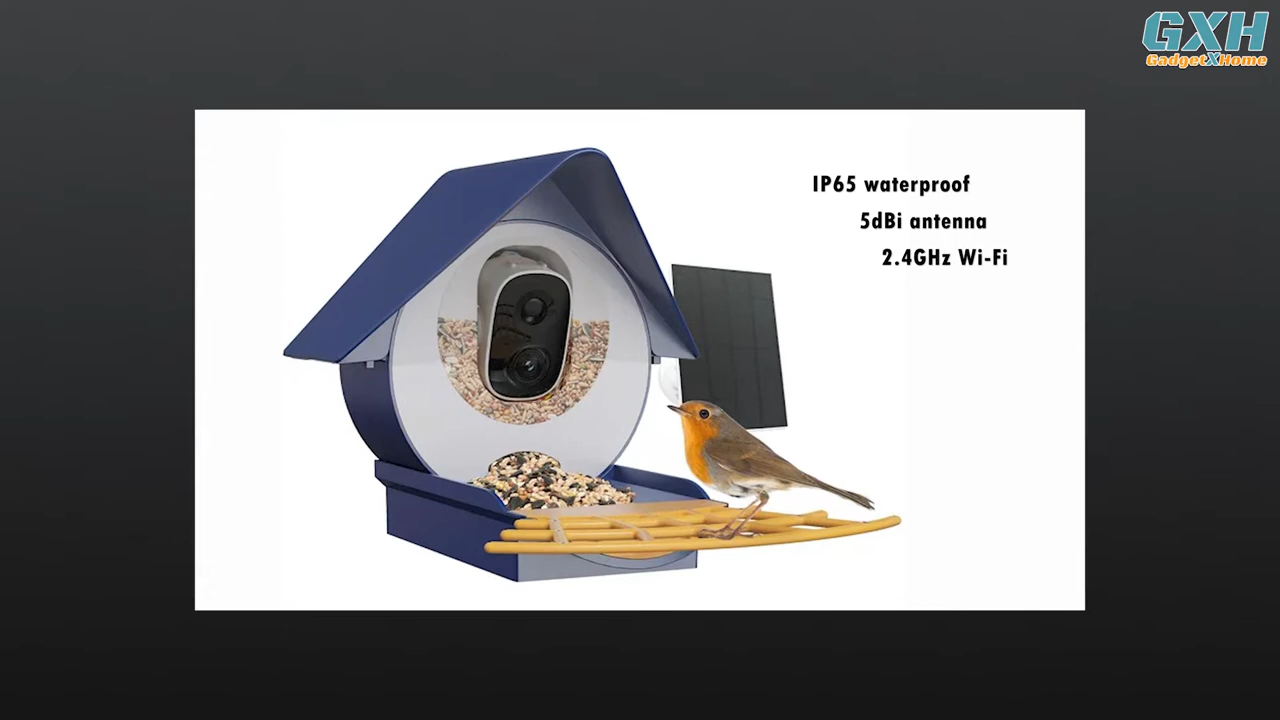 GXH
GadgetXHome
IP65 waterproof
5dBi antenna
2.4GHz Wi-Fi